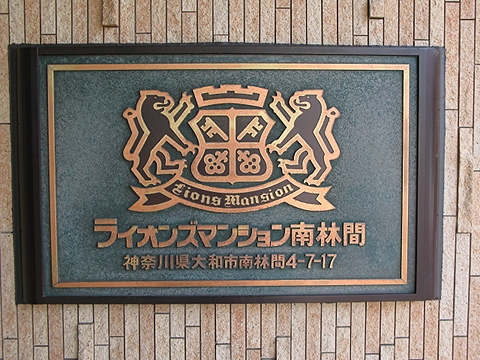 Lions Mansion
ライオンズマンション南林間
神奈川県大和市南林間4-7-17